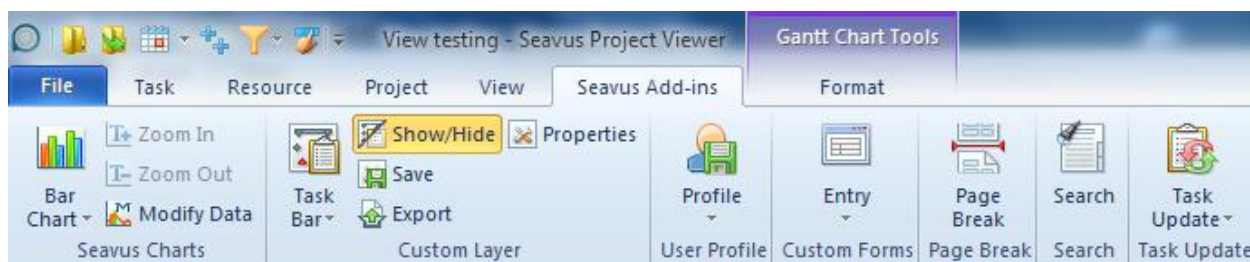 View testing - Seavus Project Viewer
Gantt Chart Tools
File Task Resource Project View Seavus Add-ins Format
Zoom In
Zoom Out
Modify Data
Bar
Chart
Seavus Charts
Task
Bar
Show/Hide Properties
Save
Export
Custom Layer
Profile
User Profile
Entry
Custom Forms
Page
Break
Page Break
Search
Search
Task
Update
Task Update